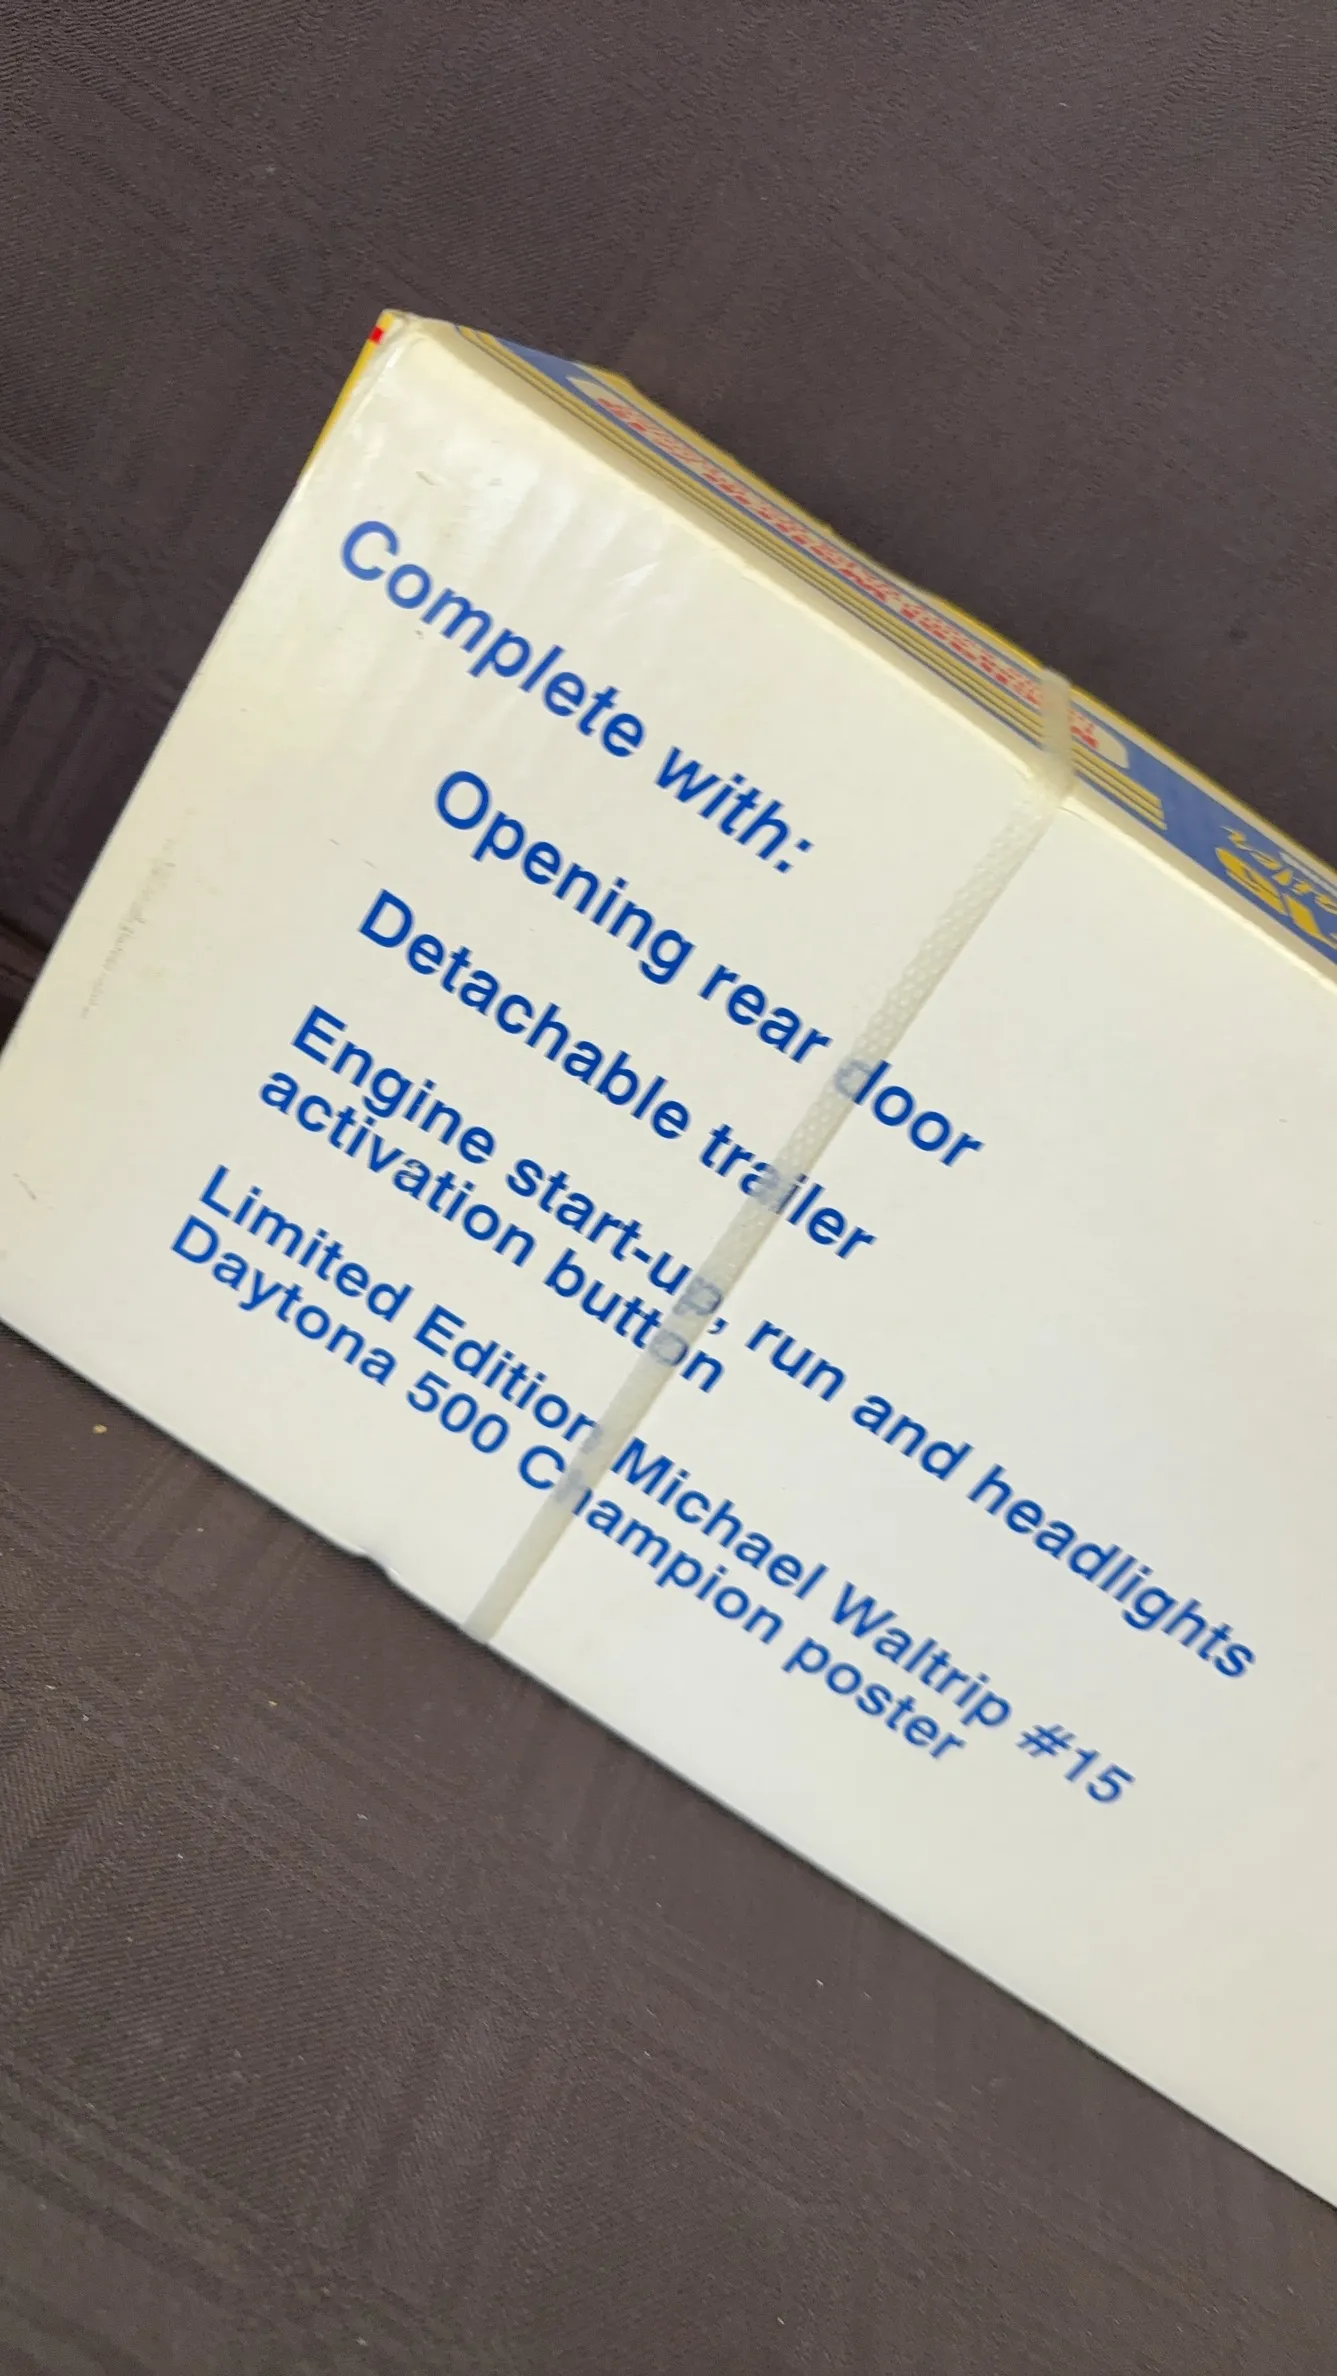 Complete with:
Opening rear door
Detachable trailer
Engine start-up, run and headlights
activation button
Limited Edition, Michael Waltrip #15
Daytona 500 Champion poster
15